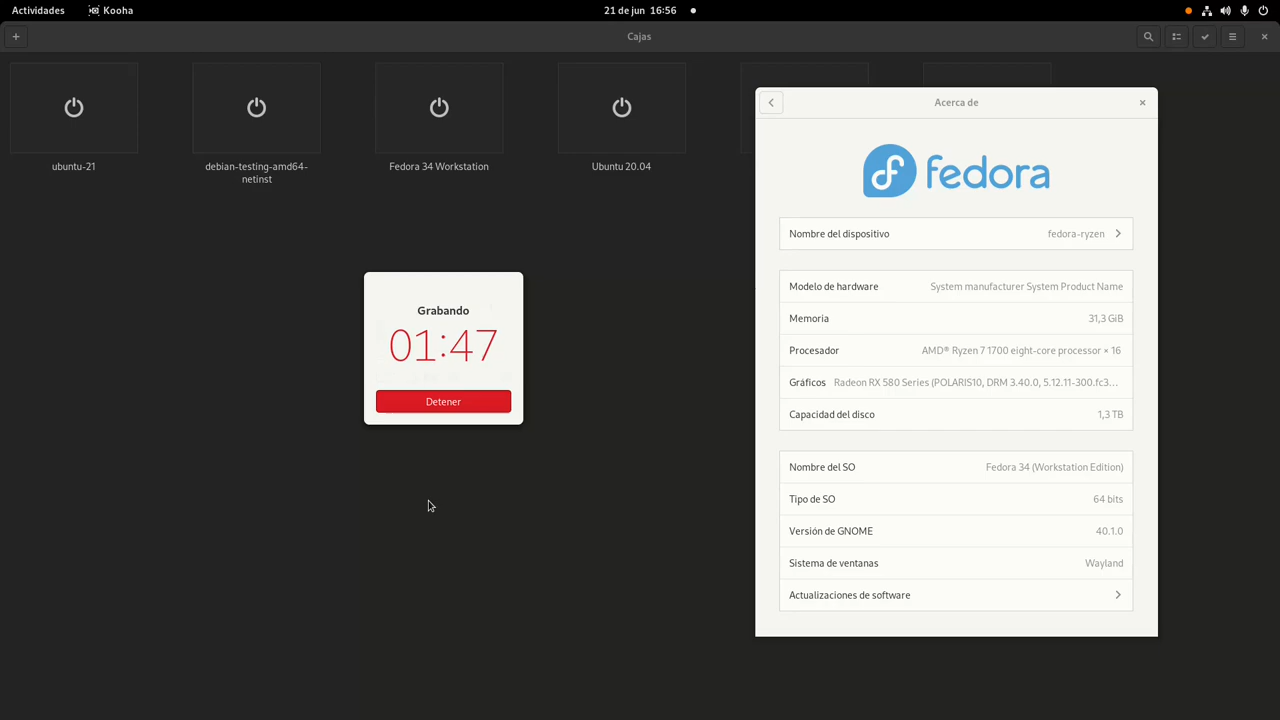 Actividades
Kooha
21 de jun 16:56
Cajas
ubuntu-21
debian-testing-amd64-
netinst
Fedora 34 Workstation
Ubuntu 20.04
Grabando
01:47
Detener
Acerca de
fedora
Nombre del dispositivo fedora-ryzen
Modelo de hardware System manufacturer System Product Name
Memoria 31,3 GiB
Procesador AMD® Ryzen 7 1700 eight-core processor × 16
Gráficos Radeon RX 580 Series (POLARIS10, DRM 3.40.0, 5.12.11-300.fc3…
Capacidad del disco 1,3 TB
Nombre del SO Fedora 34 (Workstation Edition)
Tipo de SO 64 bits
Versión de GNOME 40.1.0
Sistema de ventanas Wayland
Actualizaciones de software